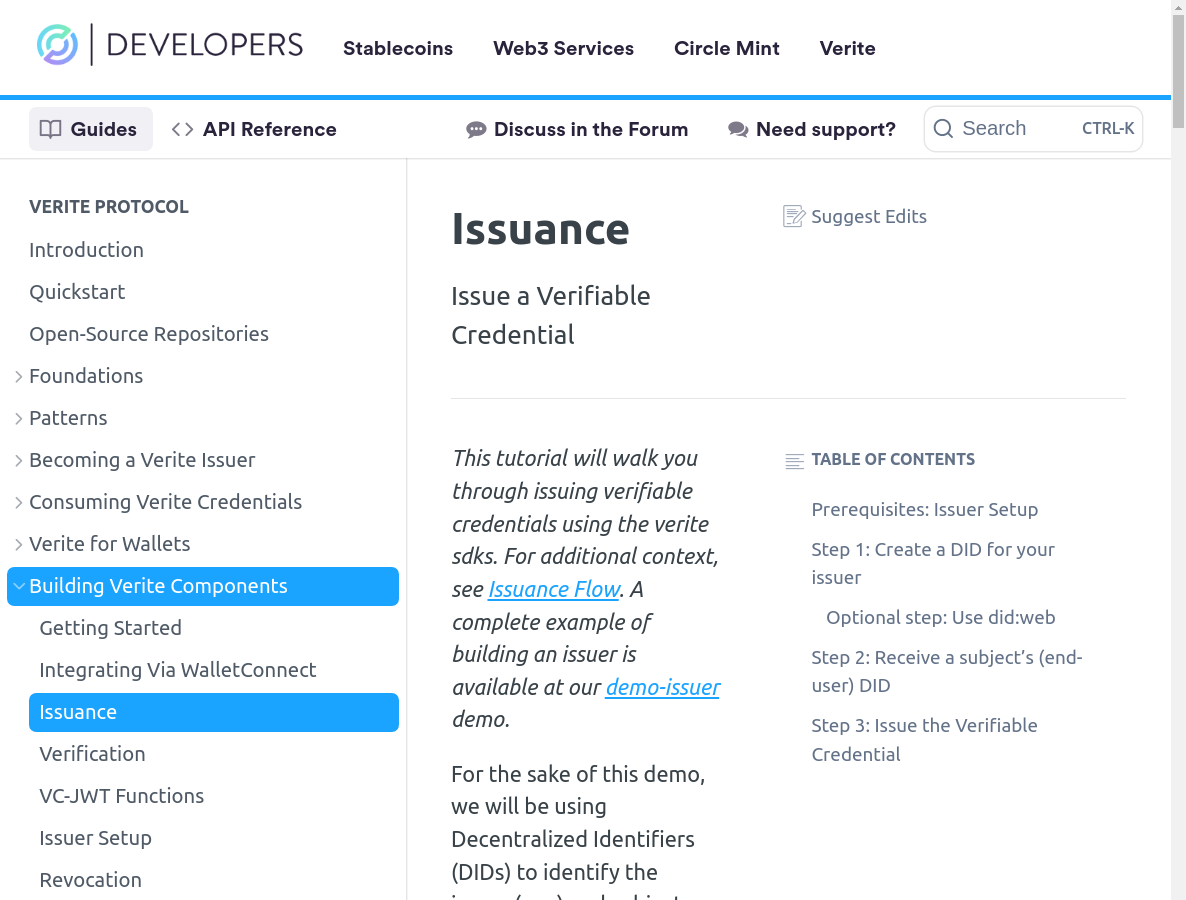 DEVELOPERS
Stablecoins
Web3 Services
Circle Mint
Verite
Guides
API Reference
Discuss in the Forum
Need support?
Search
CTRL-K
VERITE PROTOCOL
Introduction
Quickstart
Open-Source Repositories
Foundations
Patterns
Becoming a Verite Issuer
Consuming Verite Credentials
Verite for Wallets
Building Verite Components
Getting Started
Integrating Via WalletConnect
Issuance
Verification
VC-JWT Functions
Issuer Setup
Revocation
Issuance
Suggest Edits
Issue a Verifiable
Credential
This tutorial will walk you
through issuing verifiable
credentials using the verite
sdks. For additional context,
see Issuance Flow. A
complete example of
building an issuer is
available at our demo-issuer
demo.
For the sake of this demo,
we will be using
Decentralized Identifiers
(DIDs) to identify the
TABLE OF CONTENTS
Prerequisites: Issuer Setup
Step 1: Create a DID for your
issuer
Optional step: Use did:web
Step 2: Receive a subject’s (end-
user) DID
Step 3: Issue the Verifiable
Credential